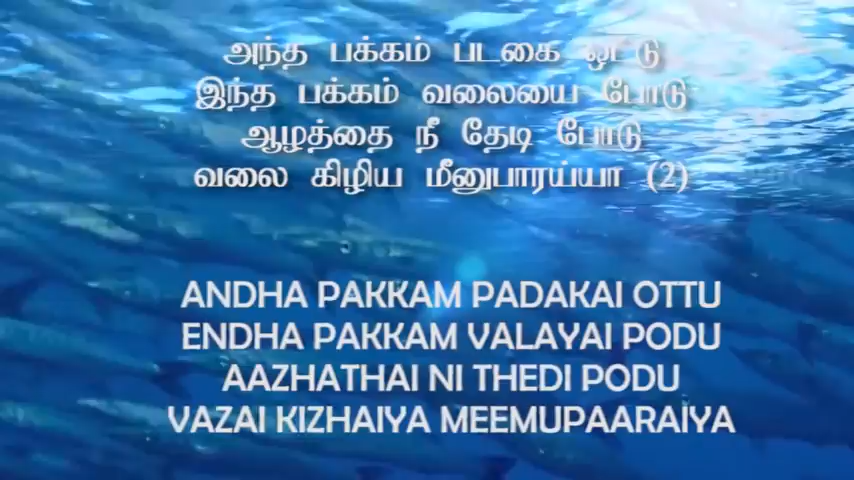 அந்த பக்கம் படகை ஓட்டு
இந்த பக்கம் வலையை போடு
ஆழத்தை நீ தேடி போடு
வலை கிழிய மீனுபாரய்யா (2)
ANDHA PAKKAM PADAKAI OTTU
ENDHA PAKKAM VALAYAI PODU
AAZHATHAI NI THEDI PODU
VAZAI KIZHAIYA MEEMUPAARAIYA